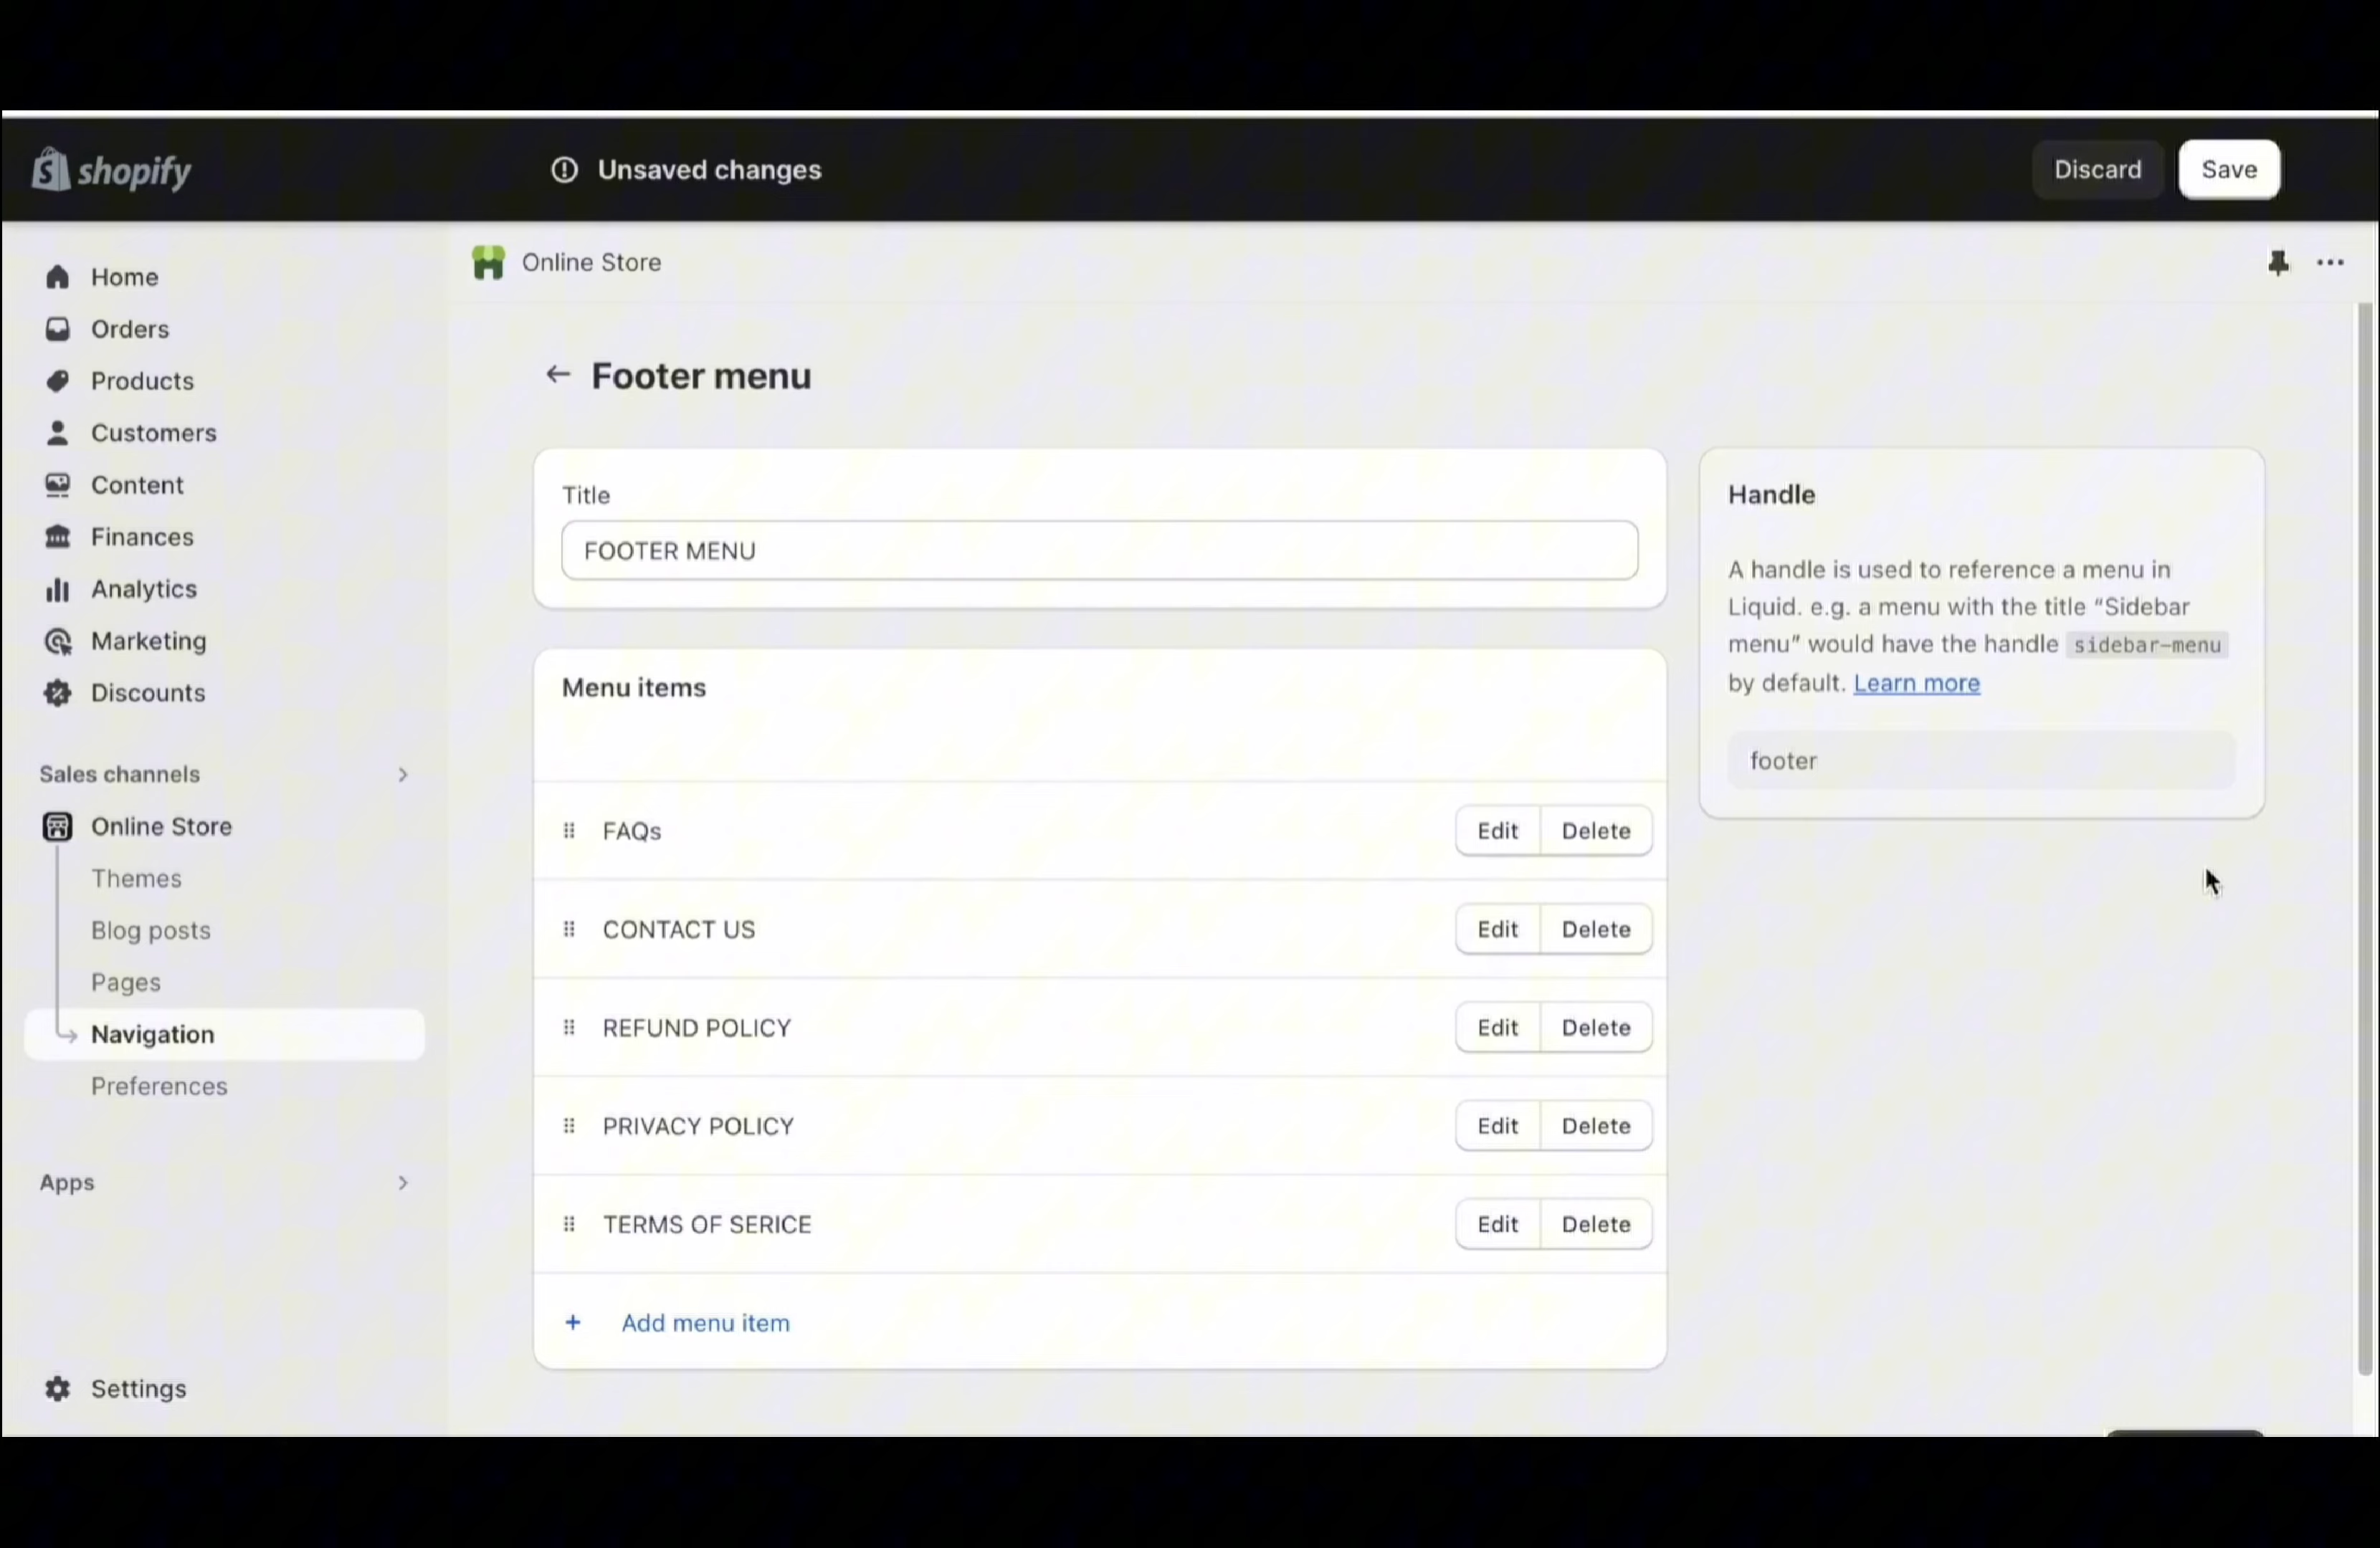 shopify
Unsaved changes
Discard
Save
Home
Orders
Products
Customers
Content
Finances
Analytics
Marketing
Discounts
Sales channels
Online Store
Themes
Blog posts
Pages
Navigation
Preferences
Apps
Settings
Online Store
Footer menu
Title
FOOTER MENU
Menu items
FAQs
Edit
Delete
CONTACT US
Edit
Delete
REFUND POLICY
Edit
Delete
PRIVACY POLICY
Edit
Delete
TERMS OF SERICE
Edit
Delete
+ Add menu item
Handle
A handle is used to reference a menu in
Liquid. e.g. a menu with the title “Sidebar
menu” would have the handle sidebar-menu
by default. Learn more
footer